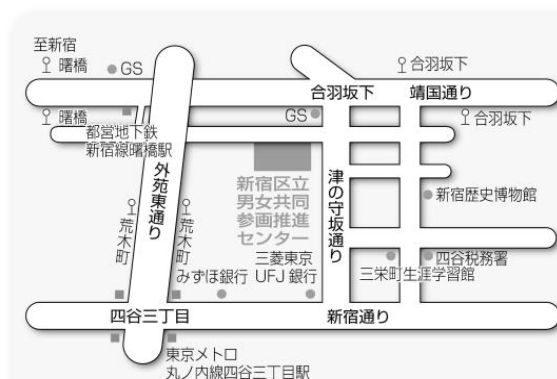 至新宿
曙橋
GS
合羽坂下
合羽坂下
靖国通り
曙橋
GS
合羽坂下
都営地下鉄
新宿線曙橋駅
外苑東通り
新宿区立
男女共同
参画推進
センター
津の守坂通り
新宿歴史博物館
荒木町
荒木町
みずほ銀行
三菱東京
UFJ銀行
四谷税務署
三栄町生涯学習館
四谷三丁目
新宿通り
東京メトロ
丸ノ内線四谷三丁目駅